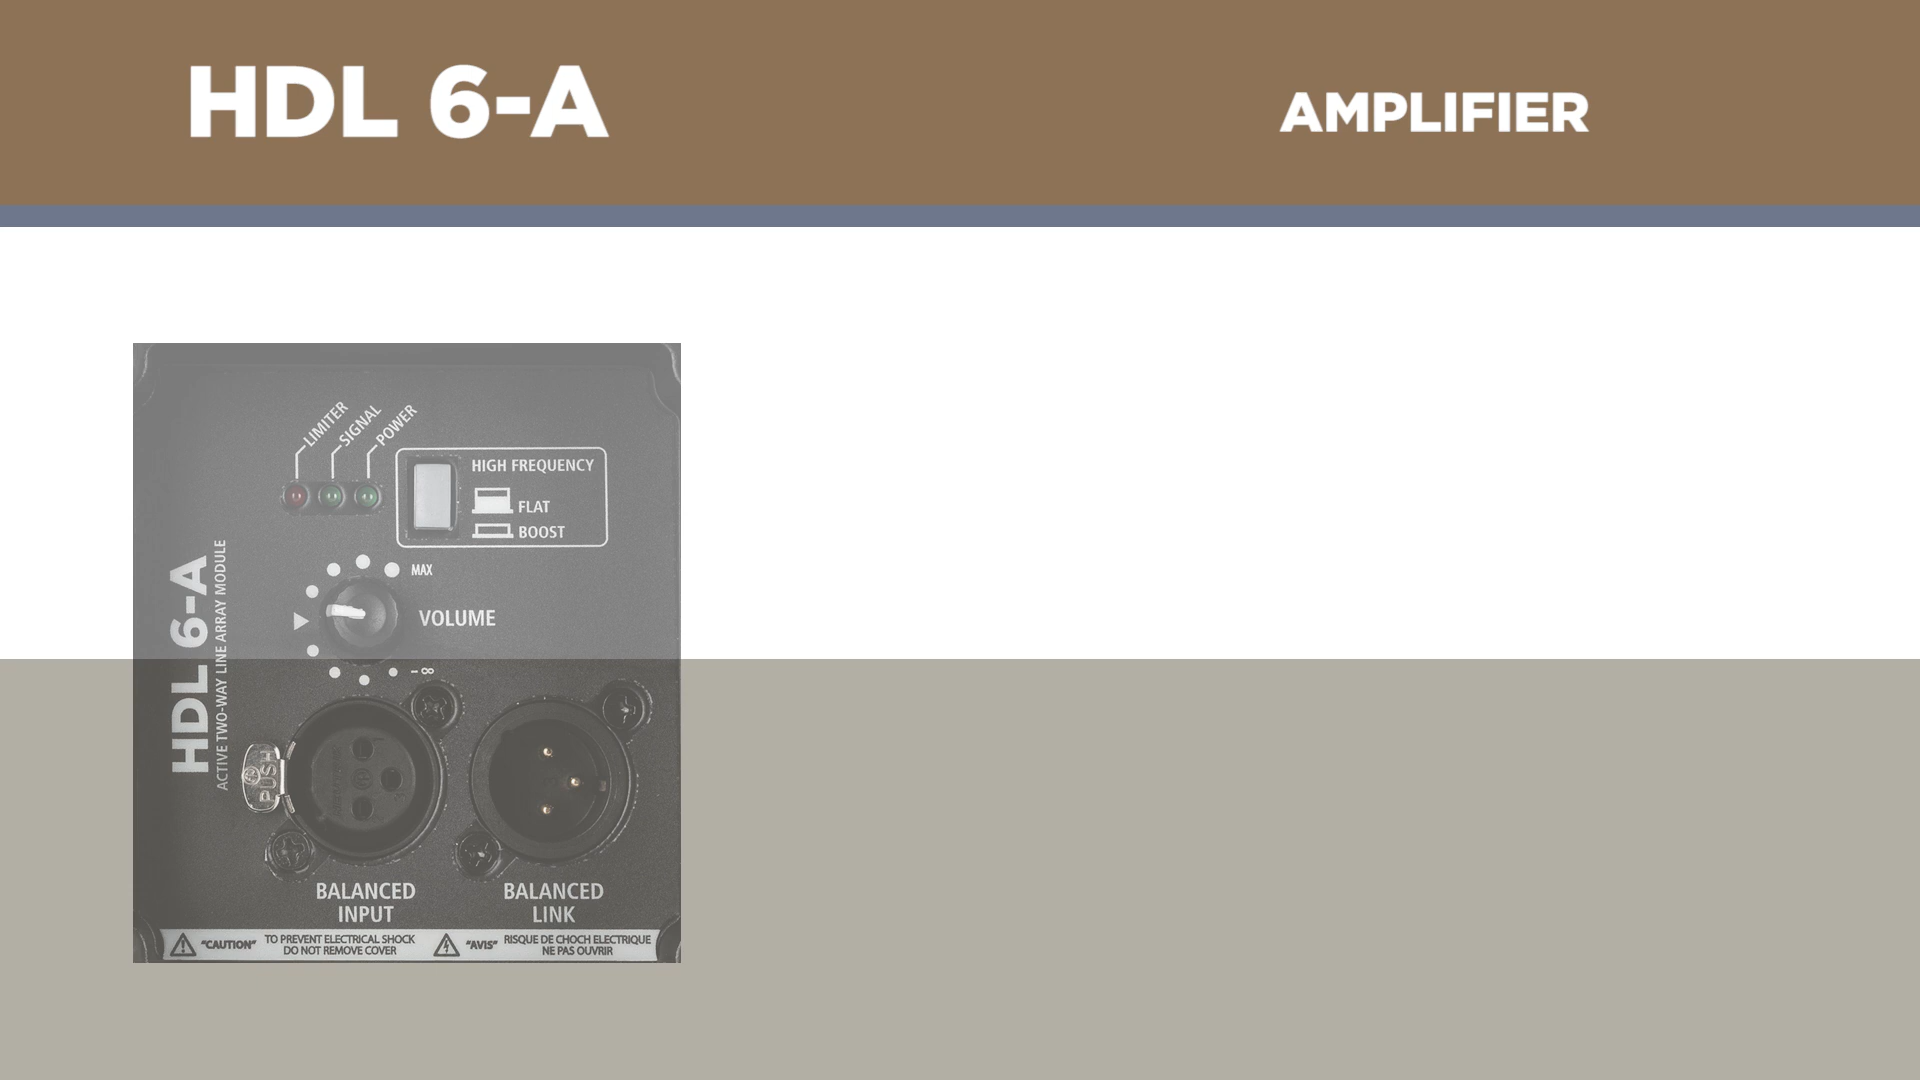 HDL 6-A
AMPLIFIER
LIMITER
SIGNAL
POWER
HIGH FREQUENCY
FLAT
BOOST
MAX
VOLUME
- ∞
HDL 6-A
ACTIVE TWO-WAY LINE ARRAY MODULE
PUSH
BALANCED
INPUT
BALANCED
LINK
"CAUTION"
TO PREVENT ELECTRICAL SHOCK
DO NOT REMOVE COVER
"AVIS"
RISQUE DE CHOCH ELECTRIQUE
NE PAS OUVRIR